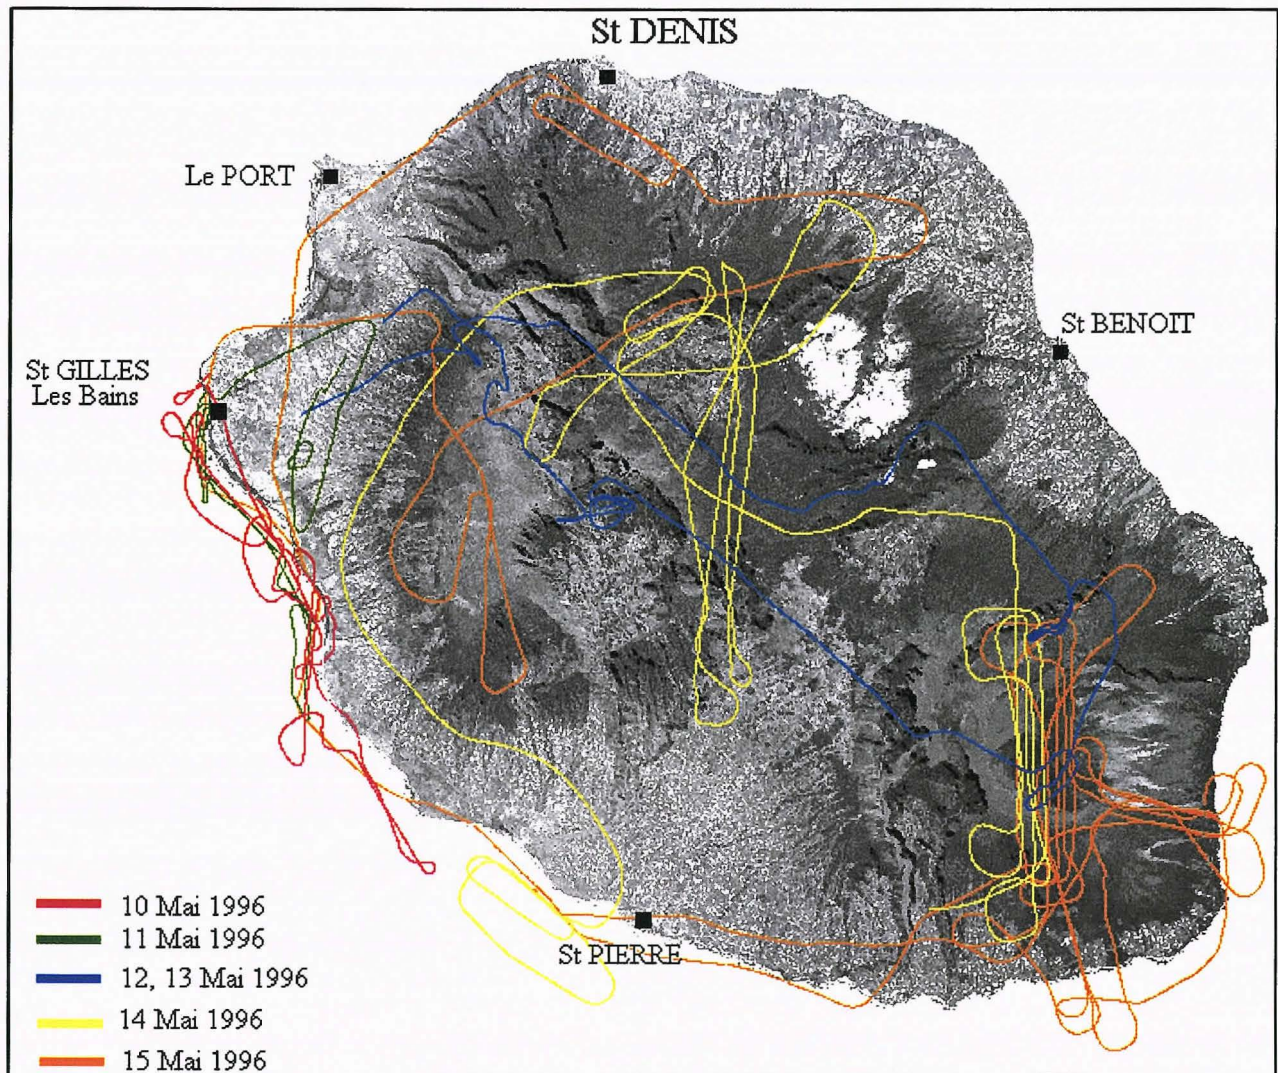 St DENIS
Le PORT
St BENOIT
St GILLES
Les Bains
St PIERRE
10 Mai 1996
11 Mai 1996
12, 13 Mai 1996
14 Mai 1996
15 Mai 1996